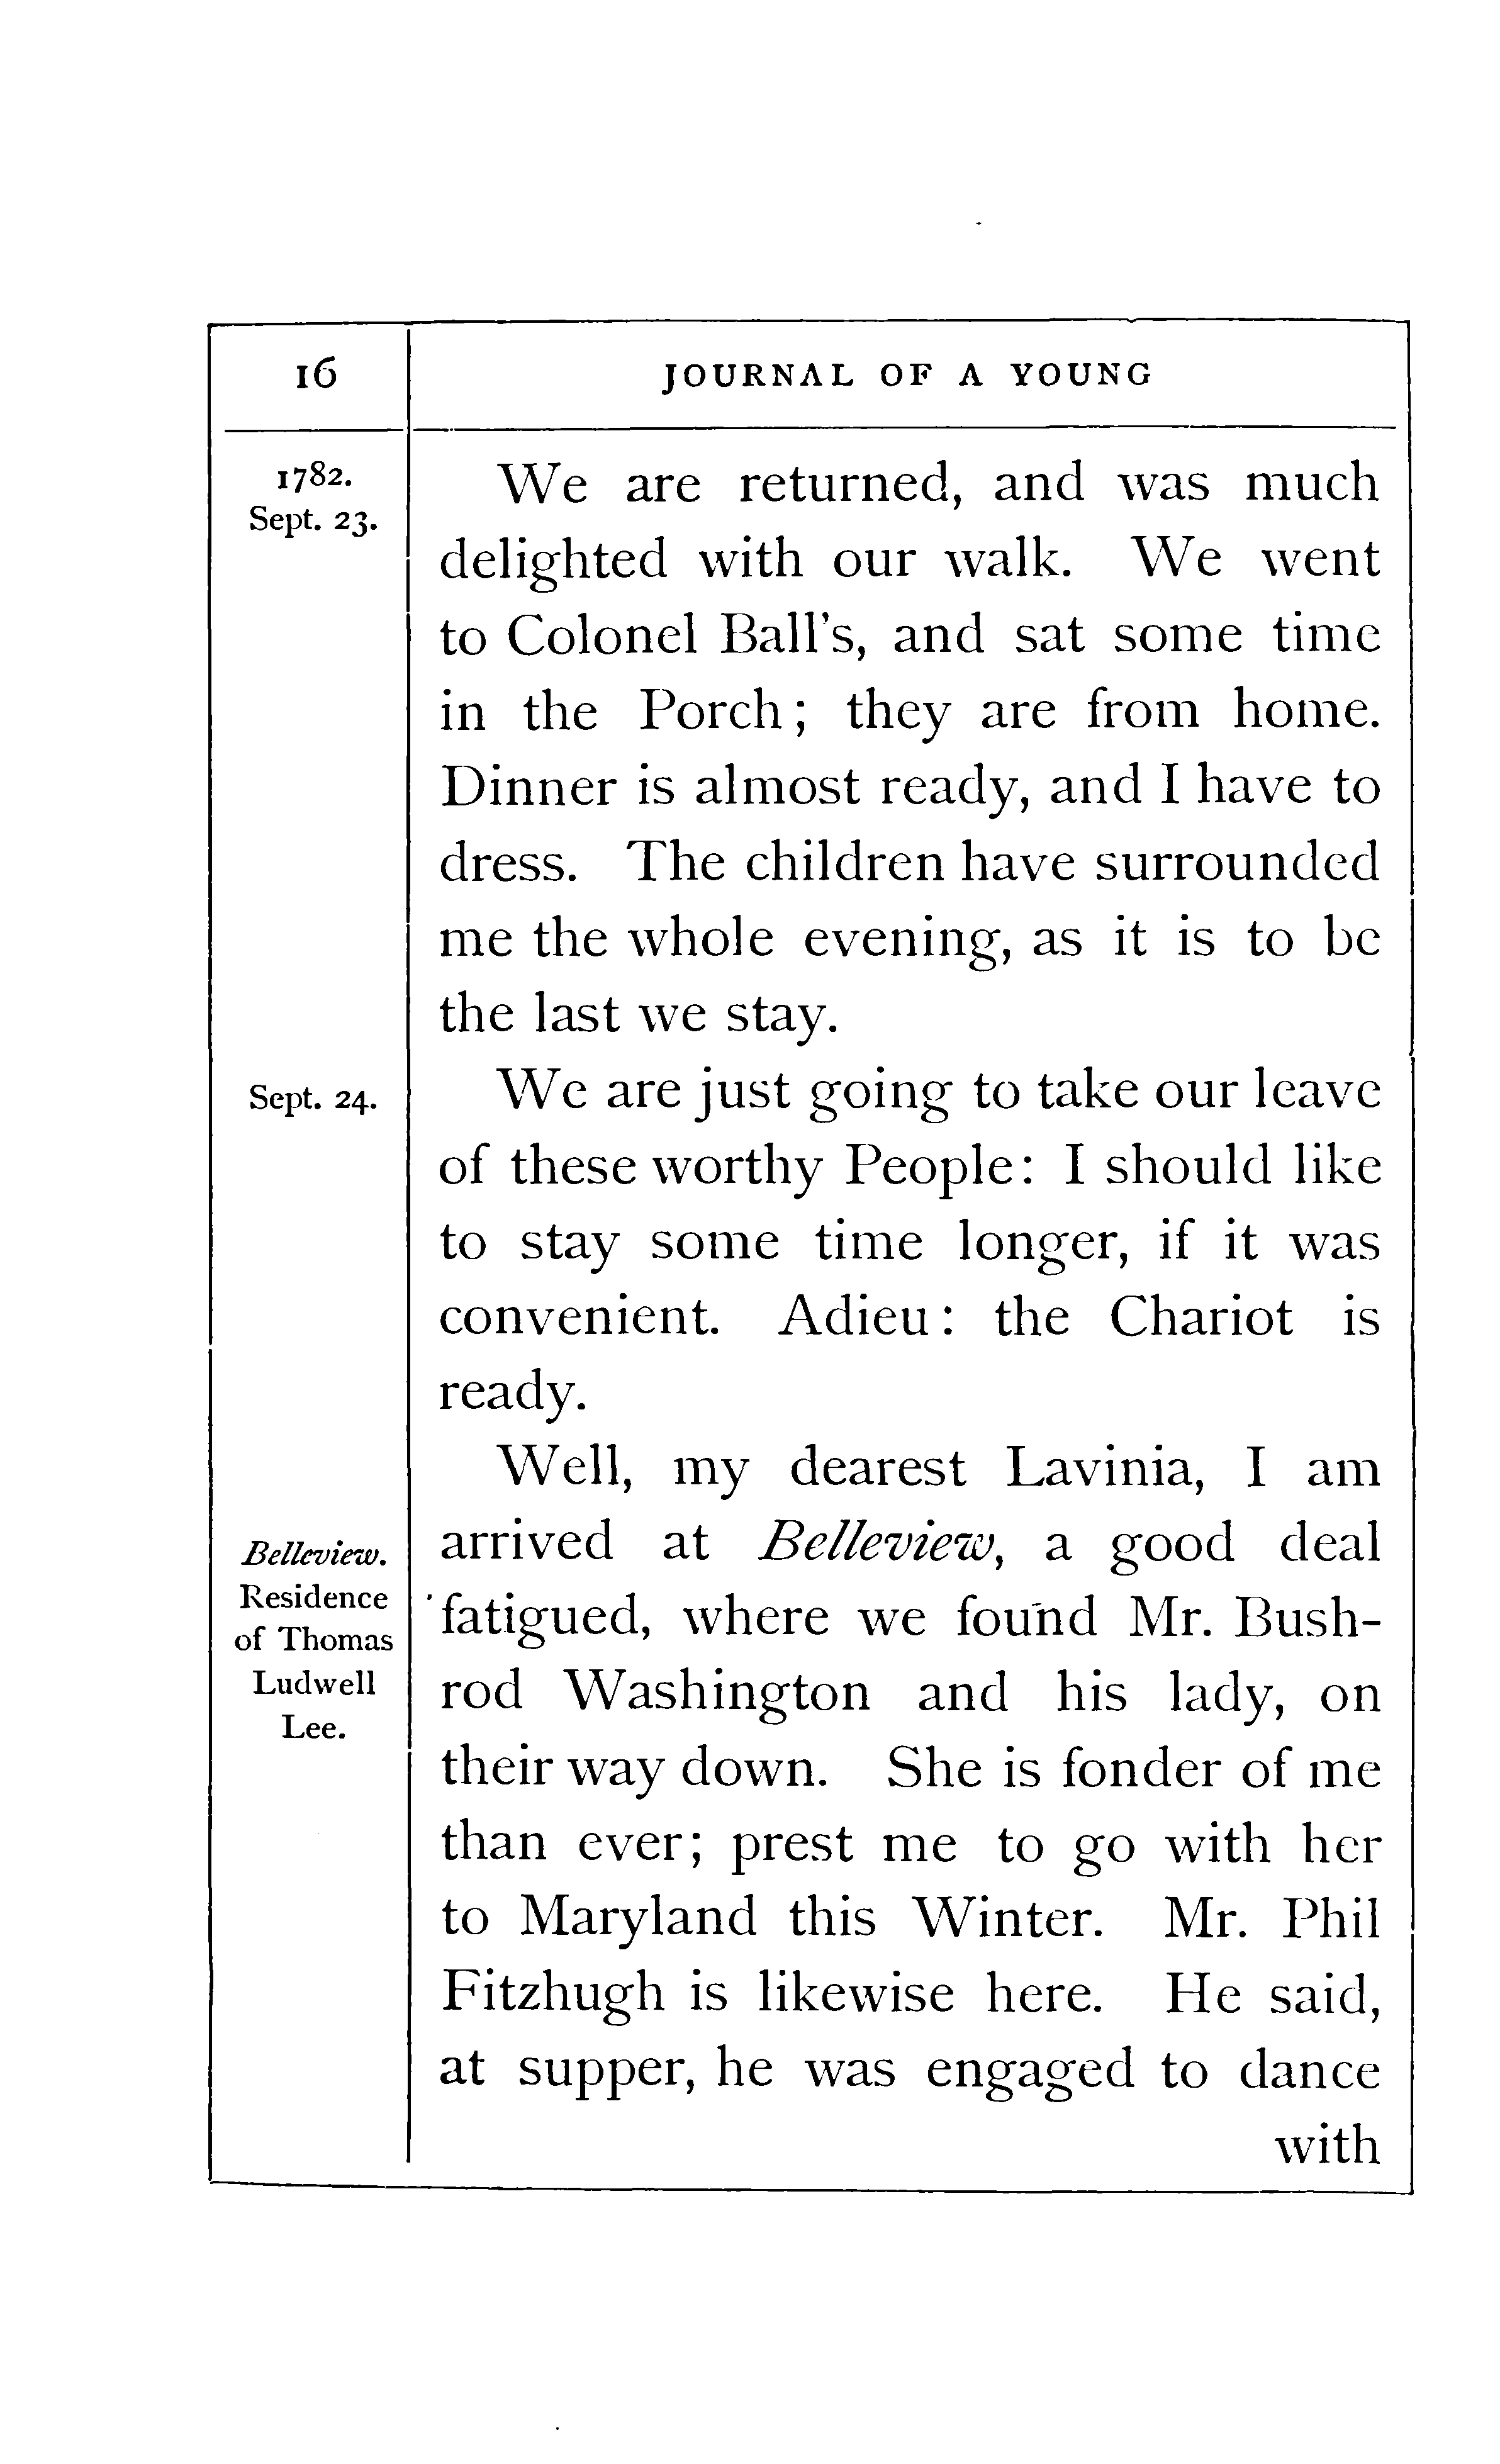 16
JOURNAL OF A YOUNG
1782.
Sept. 23.
We are returned, and was much
delighted with our walk. We went
to Colonel Ball's, and sat some time
in the Porch; they are from home.
Dinner is almost ready, and I have to
dress. The children have surrounded
me the whole evening, as it is to be
the last we stay.
Sept. 24.
We are just going to take our leave
of these worthy People: I should like
to stay some time longer, if it was
convenient. Adieu: the Chariot is
ready.
Well, my dearest Lavinia, I am
arrived at Belleview, a good deal
fatigued, where we found Mr. Bush-
rod Washington and his lady, on
their way down. She is fonder of me
than ever; prest me to go with her
to Maryland this Winter. Mr. Phil
Fitzhugh is likewise here. He said,
at supper, he was engaged to dance
with
Belleview.
Residence
of Thomas
Ludwell
Lee.